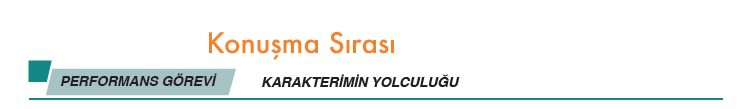 Konuşma Sırası
PERFORMANS GÖREVİ KARAKTERİMİN YOLCULUĞU